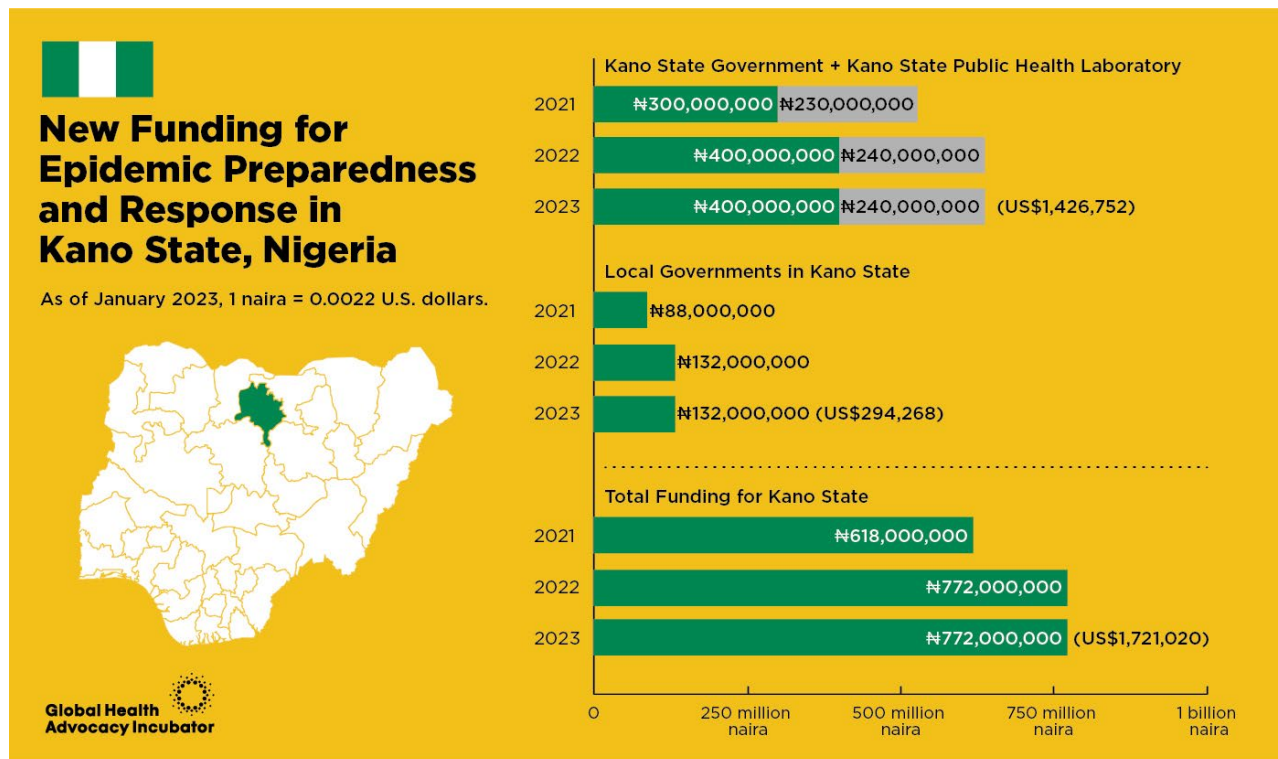 New Funding for
Epidemic Preparedness
and Response in
Kano State, Nigeria
As of January 2023, 1 naira = 0.0022 U.S. dollars.
Global Health
Advocacy Incubator
Kano State Government + Kano State Public Health Laboratory
2021 ₦300,000,000 ₦230,000,000
2022 ₦400,000,000 ₦240,000,000
2023 ₦400,000,000 ₦240,000,000 (US$1,426,752)
Local Governments in Kano State
2021 ₦88,000,000
2022 ₦132,000,000
2023 ₦132,000,000 (US$294,268)
Total Funding for Kano State
2021 ₦618,000,000
2022 ₦772,000,000
2023 ₦772,000,000 (US$1,721,020)
0 250 million 500 million 750 million 1 billion
naira naira naira naira